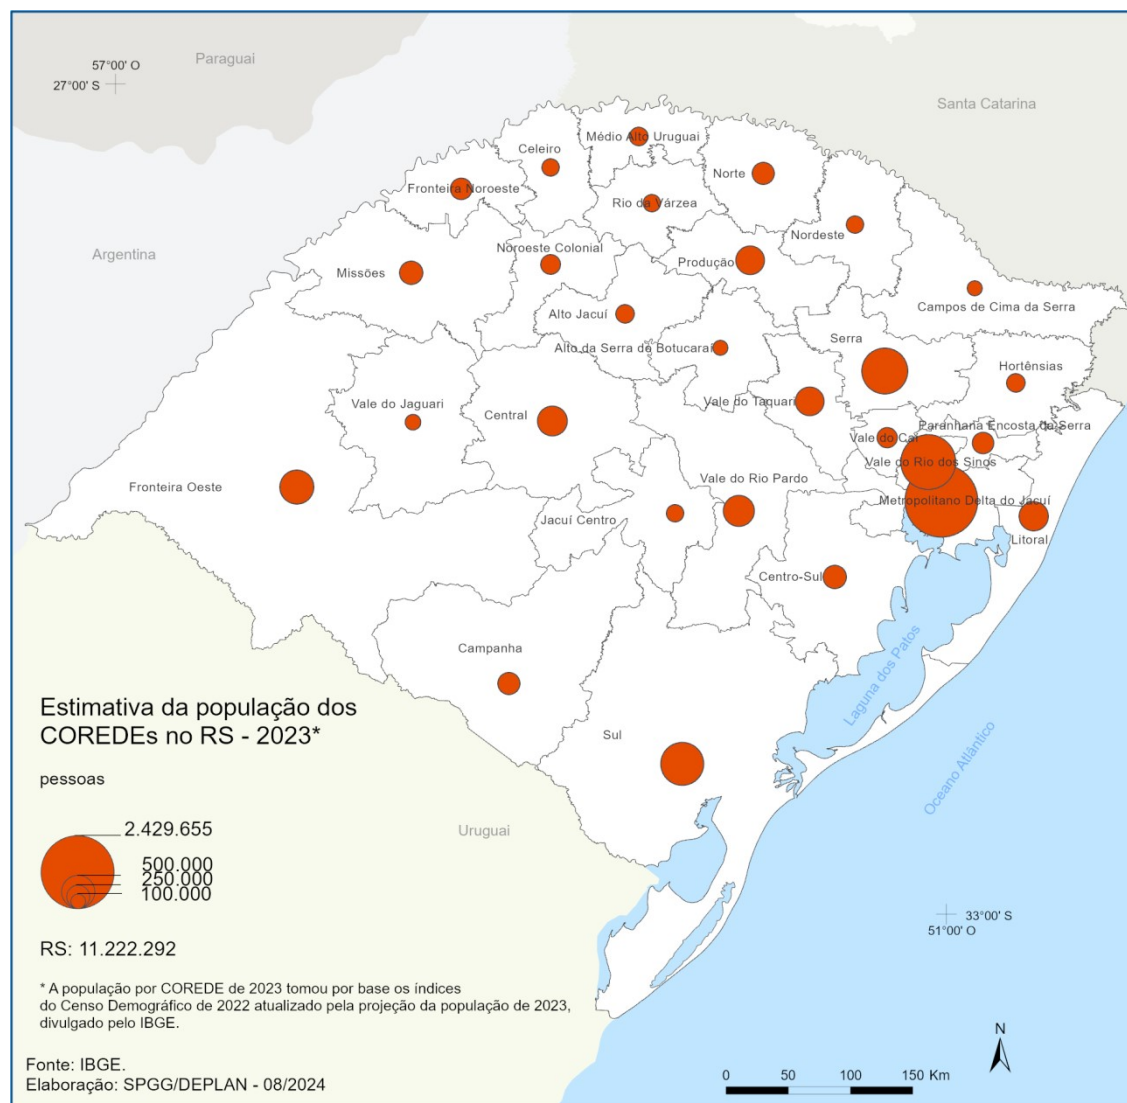 Paraguai
57°00' O
27°00' S
Santa Catarina
Argentina
Médio Alto Uruguai
Celeiro
Norte
Fronteira Noroeste
Rio da Várzea
Nordeste
Noroeste Colonial
Missões
Produção
Campos de Cima da Serra
Alto Jacuí
Alto da Serra do Botucaraí
Serra
Hortênsias
Vale do Jaguari
Central
Vale do Taquari
Paranhana Encosta da Serra
Vale do Caí
Vale do Rio dos Sinos
Fronteira Oeste
Vale do Rio Pardo
Metropolitano Delta do Jacuí
Jacuí Centro
Litoral
Centro-Sul
Campanha
Sul
Laguna dos Patos
Oceano Atlântico
Uruguai
Estimativa da população dos
COREDEs no RS - 2023*
pessoas
2.429.655
500.000
250.000
100.000
RS: 11.222.292
* A população por COREDE de 2023 tomou por base os índices
do Censo Demográfico de 2022 atualizado pela projeção da população de 2023,
divulgado pelo IBGE.
Fonte: IBGE.
Elaboração: SPGG/DEPLAN - 08/2024
33°00' S
51°00' O
N
0 50 100 150 Km